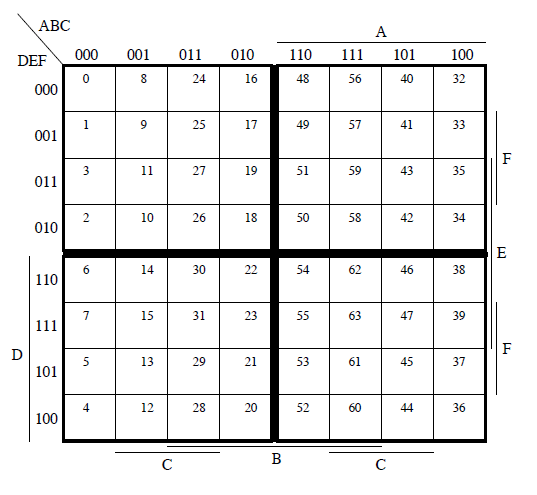 ABC
A
DEF 000 001 011 010 110 111 101 100
000 0 8 24 16 48 56 40 32
001 1 9 25 17 49 57 41 33
F
011 3 11 27 19 51 59 43 35
010 2 10 26 18 50 58 42 34
E
110 6 14 30 22 54 62 46 38
111 7 15 31 23 55 63 47 39
D F
101 5 13 29 21 53 61 45 37
100 4 12 28 20 52 60 44 36
B
C C